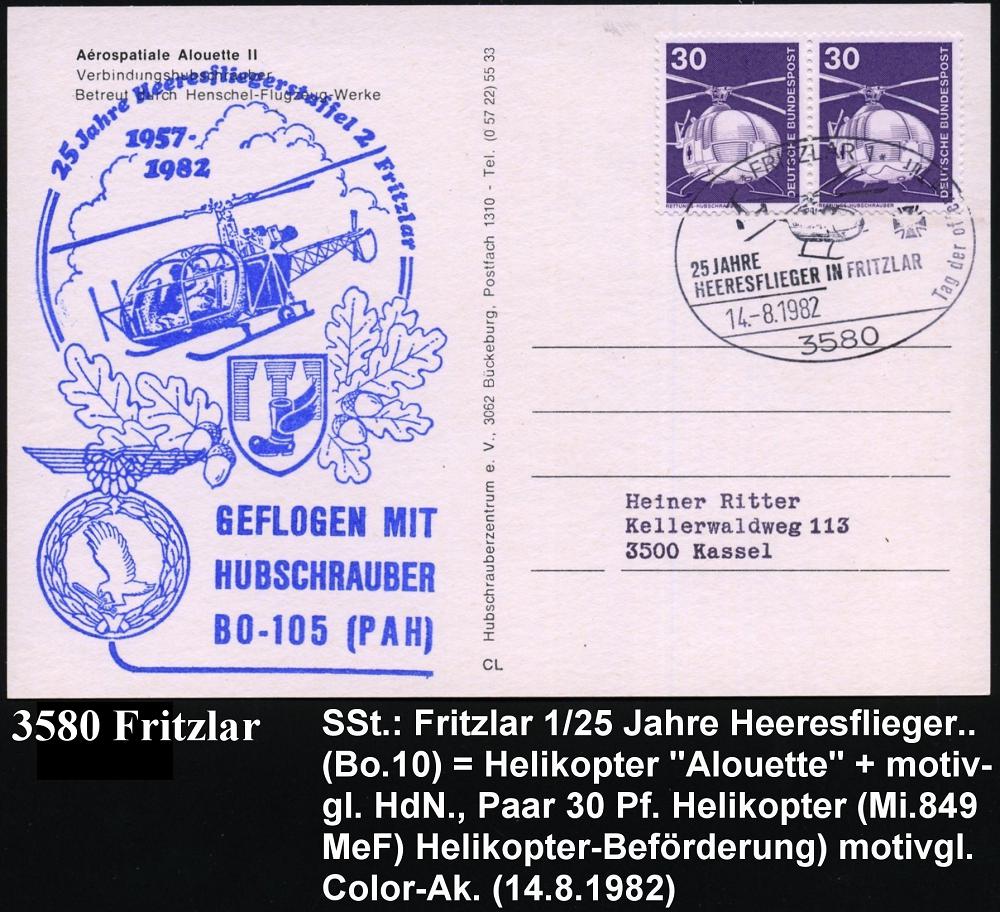 Aérospatiale Alouette II
Verbindungshubschrauber
Betreut durch Henschel-Flugzeug-Werke
25 Jahre Heeresfliegerstaffel 2 Fritzlar
1957-
1982
GEFLOGEN MIT
HUBSCHRAUBER
BO-105 (PAH)
Hubschrauberzentrum e. V., 3062 Bückeburg, Postfach 1310 - Tel. (0 57 22) 55 33
CL
30
DEUTSCHE BUNDESPOST
RETTUNGS-HUBSCHRAUBER
30
DEUTSCHE BUNDESPOST
RETTUNGS-HUBSCHRAUBER
FRITZLAR 1
Tag der
25 JAHRE
HEERESFLIEGER IN FRITZLAR
14.-8.1982
3580
Heiner Ritter
Kellerwaldweg 113
3500 Kassel
3580 Fritzlar
SSt.: Fritzlar 1/25 Jahre Heeresflieger..
(Bo.10) = Helikopter "Alouette" + motiv-
gl. HdN., Paar 30 Pf. Helikopter (Mi.849
MeF) Helikopter-Beförderung) motivgl.
Color-Ak. (14.8.1982)